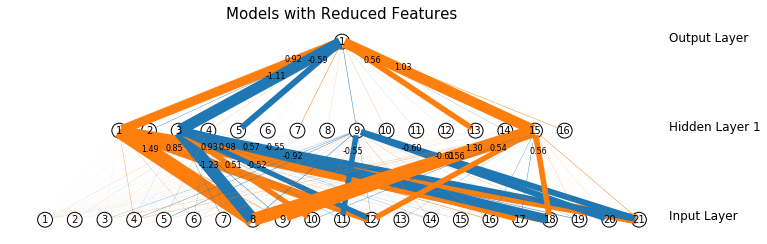 Models with Reduced Features
1 Output Layer
0.92 -0.59 0.56
-1.11 1.03
1 2 3 4 5 6 7 8 9 10 11 12 13 14 15 16 Hidden Layer 1
1.49 0.85 0.93 0.98 0.57 -0.55 -0.92 -0.55 -0.60 1.30 0.54 0.56
-1.23 0.51 -0.52
1 2 3 4 5 6 7 8 9 10 11 12 13 14 15 16 17 18 19 20 21 Input Layer